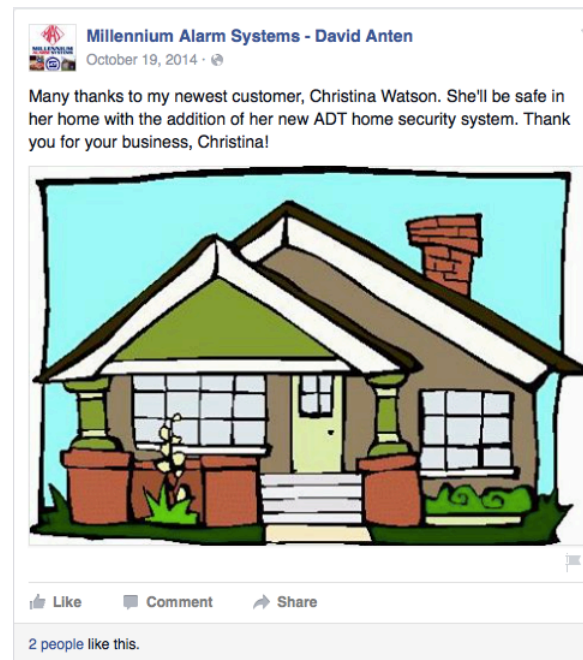 Millennium Alarm Systems - David Anten
October 19, 2014 ·
Many thanks to my newest customer, Christina Watson. She'll be safe in
her home with the addition of her new ADT home security system. Thank
you for your business, Christina!
Like Comment Share
2 people like this.